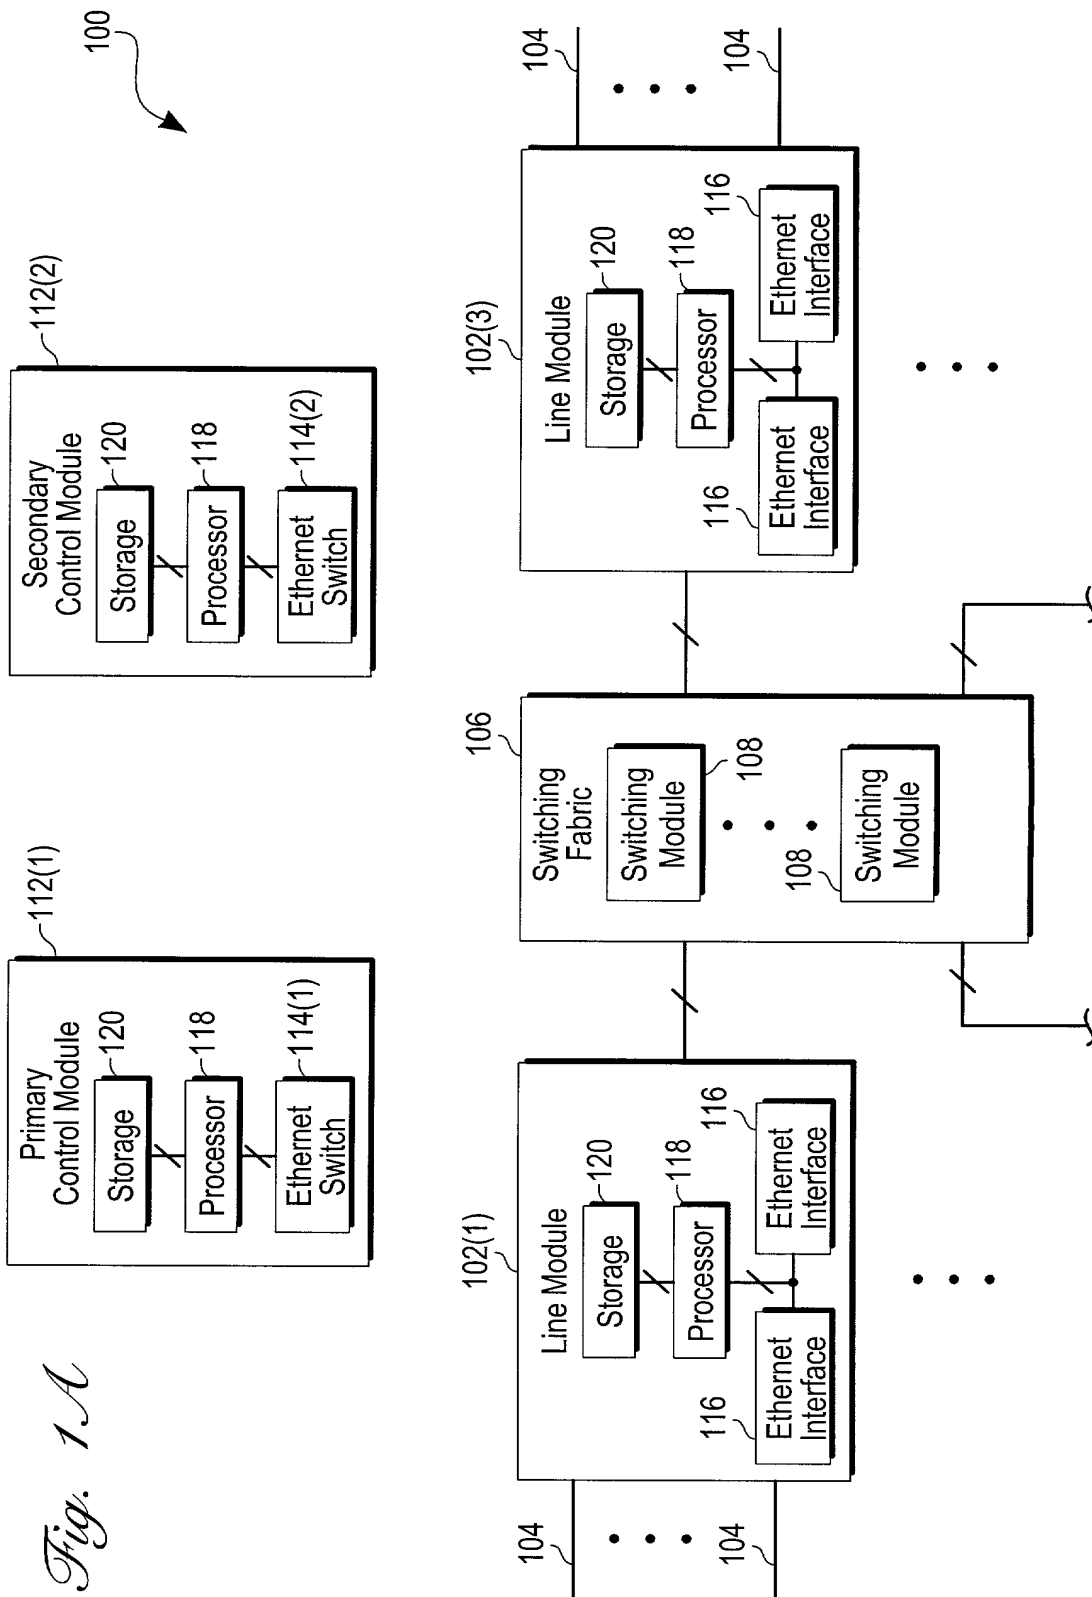 Fig. 1A
100
112(1)
Primary
Control Module
120
Storage
118
Processor
114(1)
Ethernet
Switch
112(2)
Secondary
Control Module
120
Storage
118
Processor
114(2)
Ethernet
Switch
104
104
102(1)
Line Module
120
Storage
118
Processor
116
Ethernet
Interface
116
Ethernet
Interface
106
Switching
Fabric
Switching
Module
108
108
Switching
Module
102(3)
Line Module
120
Storage
118
Processor
116
Ethernet
Interface
116
Ethernet
Interface
104
104